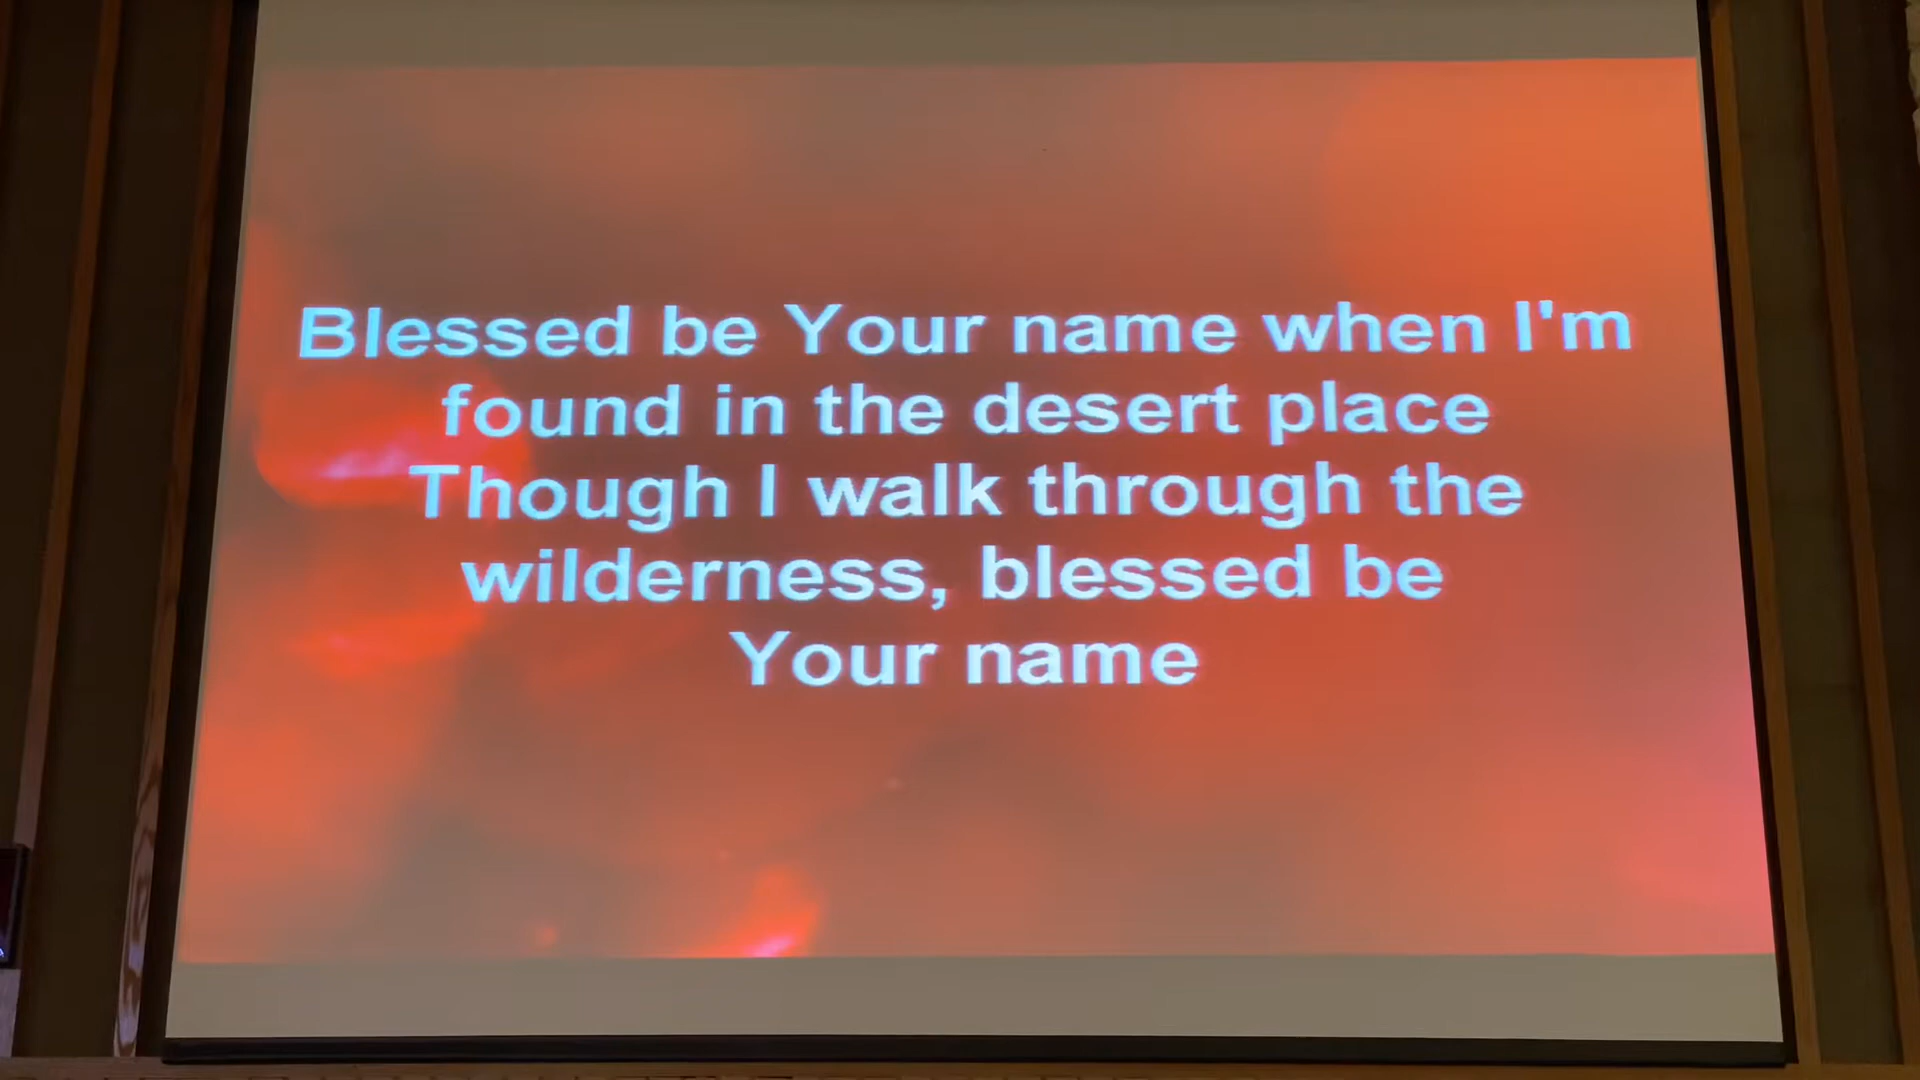 Blessed be Your name when I'm
found in the desert place
Though I walk through the
wilderness, blessed be
Your name